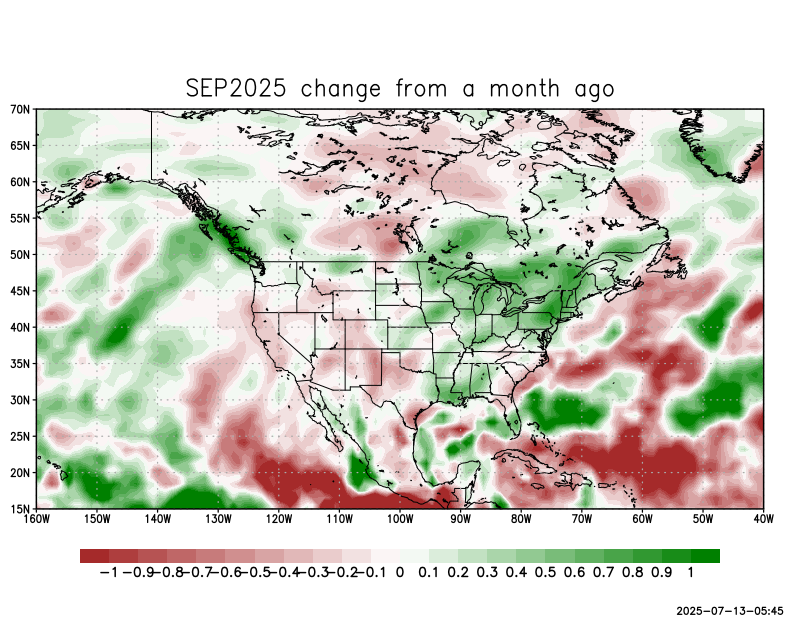 SEP2025 change from a month ago
70N
65N
60N
55N
50N
45N
40N
35N
30N
25N
20N
15N
160W 150W 140W 130W 120W 110W 100W 90W 80W 70W 60W 50W 40W
-1 -0.9 -0.8 -0.7 -0.6 -0.5 -0.4 -0.3 -0.2 -0.1 0 0.1 0.2 0.3 0.4 0.5 0.6 0.7 0.8 0.9 1
2025-07-13-05:45